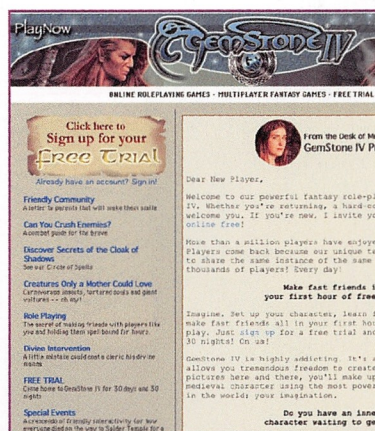 PlayNow
GemStone IV
ONLINE ROLEPLAYING GAMES · MULTIPLAYER FANTASY GAMES · FREE TRIAL
Click here to
Sign up for your
FREE TRIAL
Already have an account? Sign in!
Friendly Community
A letter to parents that will make them smile
Can You Crush Enemies?
A combat guide for the brave
Discover Secrets of the Cloak of
Shadows
See our Circle of Spells
Creatures Only a Mother Could Love
Carnivorous insects, tortured souls and giant
vultures -- oh my!
Role Playing
The secret of making friends with players like
you and holding them spellbound for hours.
Divine Intervention
A little mistake could cost a cleric his divine
FREE TRIAL
Come home to GemStone IV for 30 days and 30
nights
Special Events
A crescendo of friendly interactivity (or how
everyone died on the way to Spider Temple for a
From the Desk of
GemStone IV
Dear New Player,
Welcome to our powerful fantasy role-pl
IV. Whether you're returning, a hard-co
welcome you. If you're new, I invite yo
online free!
More than a million players have enjoye
Players come back because our unique te
to share the same instance of the same
thousands of players! Every day!
Make fast friends i
your first hour of free
Imagine. Set up your character, learn
make fast friends all in your first hour
play. Just sign up for a free trial and
30 nights! On us!
GemStone IV is highly addicting. It's a
allows you tremendous freedom to create
pictures here and there, you'll make up
medieval character using the most power
in the world; your imagination.
Do you have an inne
character waiting to ge